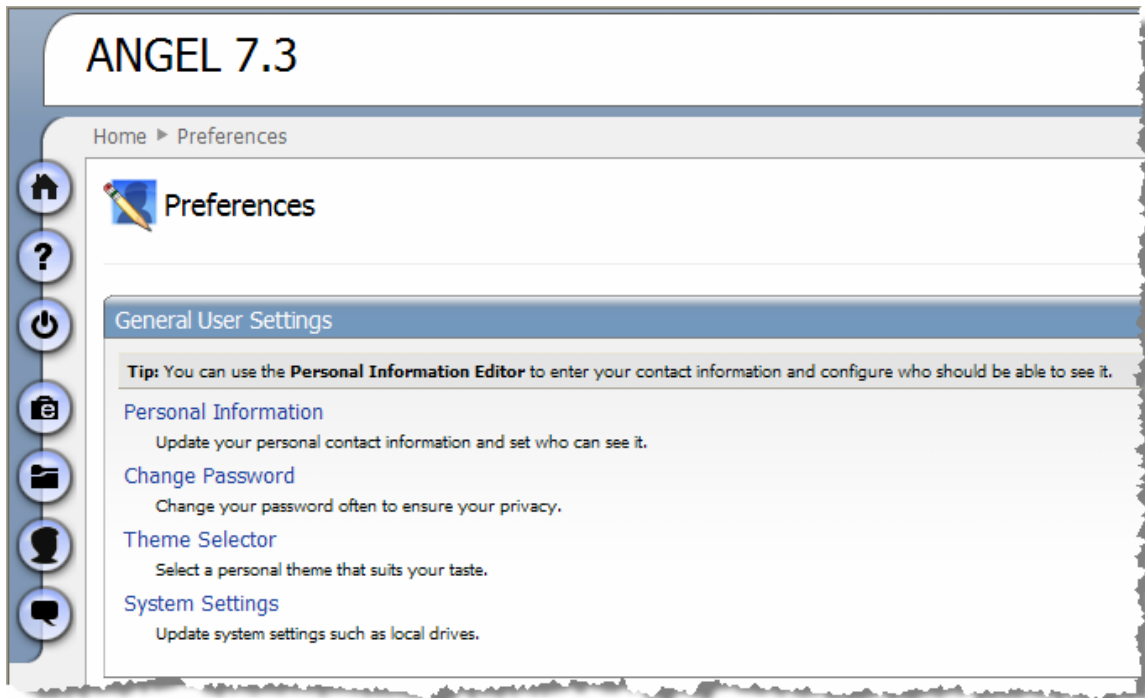 ANGEL 7.3
Home ▶ Preferences
Preferences
General User Settings
Tip: You can use the Personal Information Editor to enter your contact information and configure who should be able to see it.
Personal Information
Update your personal contact information and set who can see it.
Change Password
Change your password often to ensure your privacy.
Theme Selector
Select a personal theme that suits your taste.
System Settings
Update system settings such as local drives.
?
e